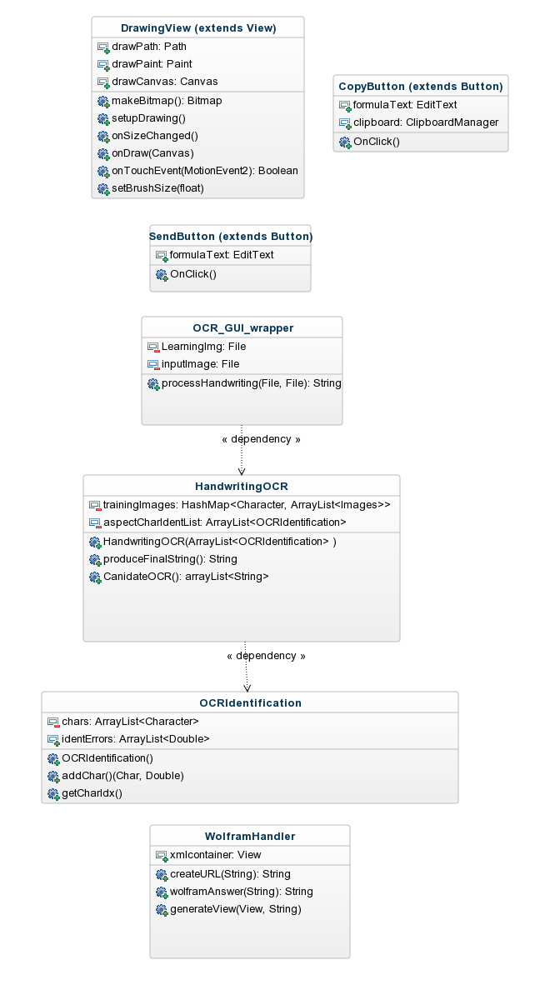 DrawingView (extends View)
drawPath: Path
drawPaint: Paint
drawCanvas: Canvas
makeBitmap(): Bitmap
setupDrawing()
onSizeChanged()
onDraw(Canvas)
onTouchEvent(MotionEvent2): Boolean
setBrushSize(float)
CopyButton (extends Button)
formulaText: EditText
clipboard: ClipboardManager
OnClick()
SendButton (extends Button)
formulaText: EditText
OnClick()
OCR_GUI_wrapper
LearningImg: File
inputImage: File
processHandwriting(File, File): String
« dependency »
HandwritingOCR
trainingImages: HashMap<Character, ArrayList<Images>>
aspectCharIdentList: ArrayList<OCRIdentification>
HandwritingOCR(ArrayList<OCRIdentification> )
produceFinalString(): String
CanidateOCR(): arrayList<String>
« dependency »
OCRIdentification
chars: ArrayList<Character>
identErrors: ArrayList<Double>
OCRIdentification()
addChar()(Char, Double)
getCharIdx()
WolframHandler
xmlcontainer: View
createURL(String): String
wolframAnswer(String): String
generateView(View, String)